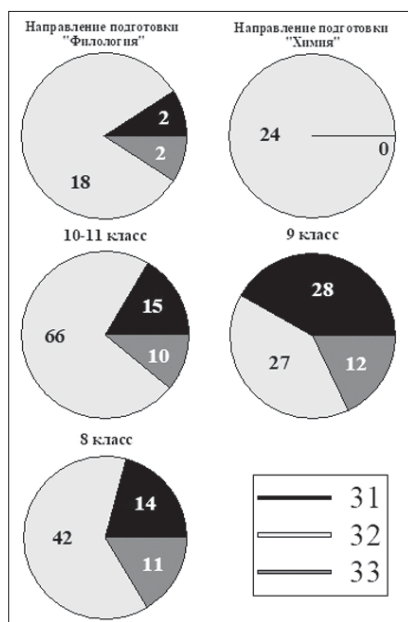 Направление подготовки
"Филология"
Направление подготовки
"Химия"
2
2
18
24
0
10-11 класс
9 класс
15
66
10
28
27
12
8 класс
14
42
11
31
32
33